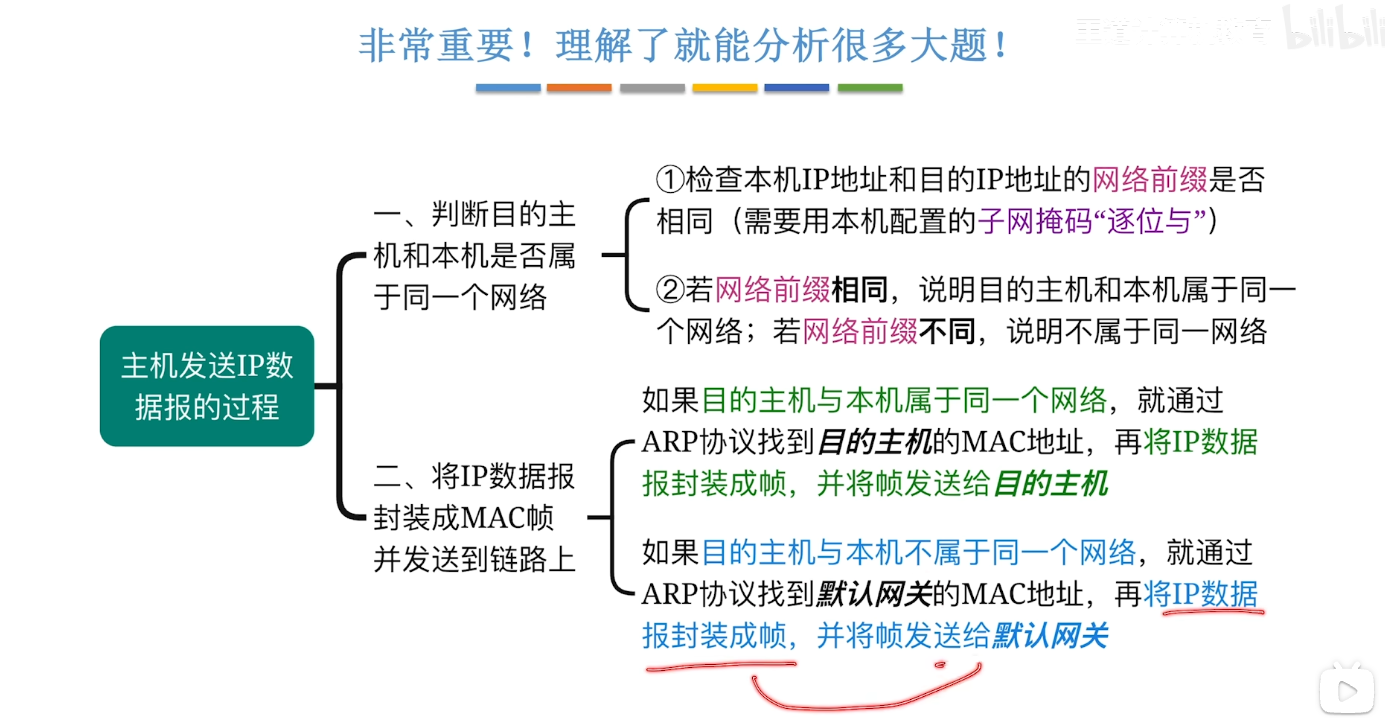 非常重要！理解了就能分析很多大题！
bilibili
主机发送IP数
据报的过程
一、判断目的主
机和本机是否属
于同一个网络
①检查本机IP地址和目的IP地址的网络前缀是否
相同（需要用本机配置的子网掩码“逐位与”）
②若网络前缀相同，说明目的主机和本机属于同一
个网络；若网络前缀不同，说明不属于同一网络
二、将IP数据报
封装成MAC帧
并发送到链路上
如果目的主机与本机属于同一个网络，就通过
ARP协议找到目的主机的MAC地址，再将IP数据
报封装成帧，并将帧发送给目的主机
如果目的主机与本机不属于同一个网络，就通过
ARP协议找到默认网关的MAC地址，再将IP数据
报封装成帧，并将帧发送给默认网关